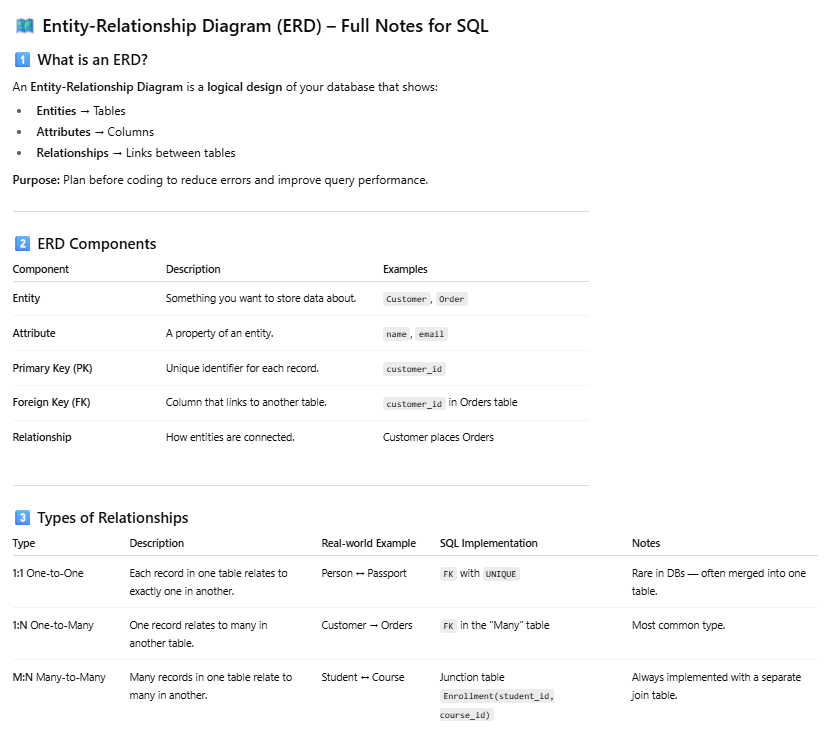 🗺️ Entity-Relationship Diagram (ERD) – Full Notes for SQL
1️⃣ What is an ERD?
An Entity-Relationship Diagram is a logical design of your database that shows:
• Entities → Tables
• Attributes → Columns
• Relationships → Links between tables
Purpose: Plan before coding to reduce errors and improve query performance.
2️⃣ ERD Components
Component Description Examples
Entity Something you want to store data about. Customer, Order
Attribute A property of an entity. name, email
Primary Key (PK) Unique identifier for each record. customer_id
Foreign Key (FK) Column that links to another table. customer_id in Orders table
Relationship How entities are connected. Customer places Orders
3️⃣ Types of Relationships
Type Description Real-world Example SQL Implementation Notes
1:1 One-to-One Each record in one table relates to Person ↔ Passport FK with UNIQUE Rare in DBs — often merged into one
exactly one in another. table.
1:N One-to-Many One record relates to many in Customer → Orders FK in the "Many" table Most common type.
another table.
M:N Many-to-Many Many records in one table relate to Student ↔ Course Junction table Always implemented with a separate
many in another. Enrollment(student_id, join table.
course_id)